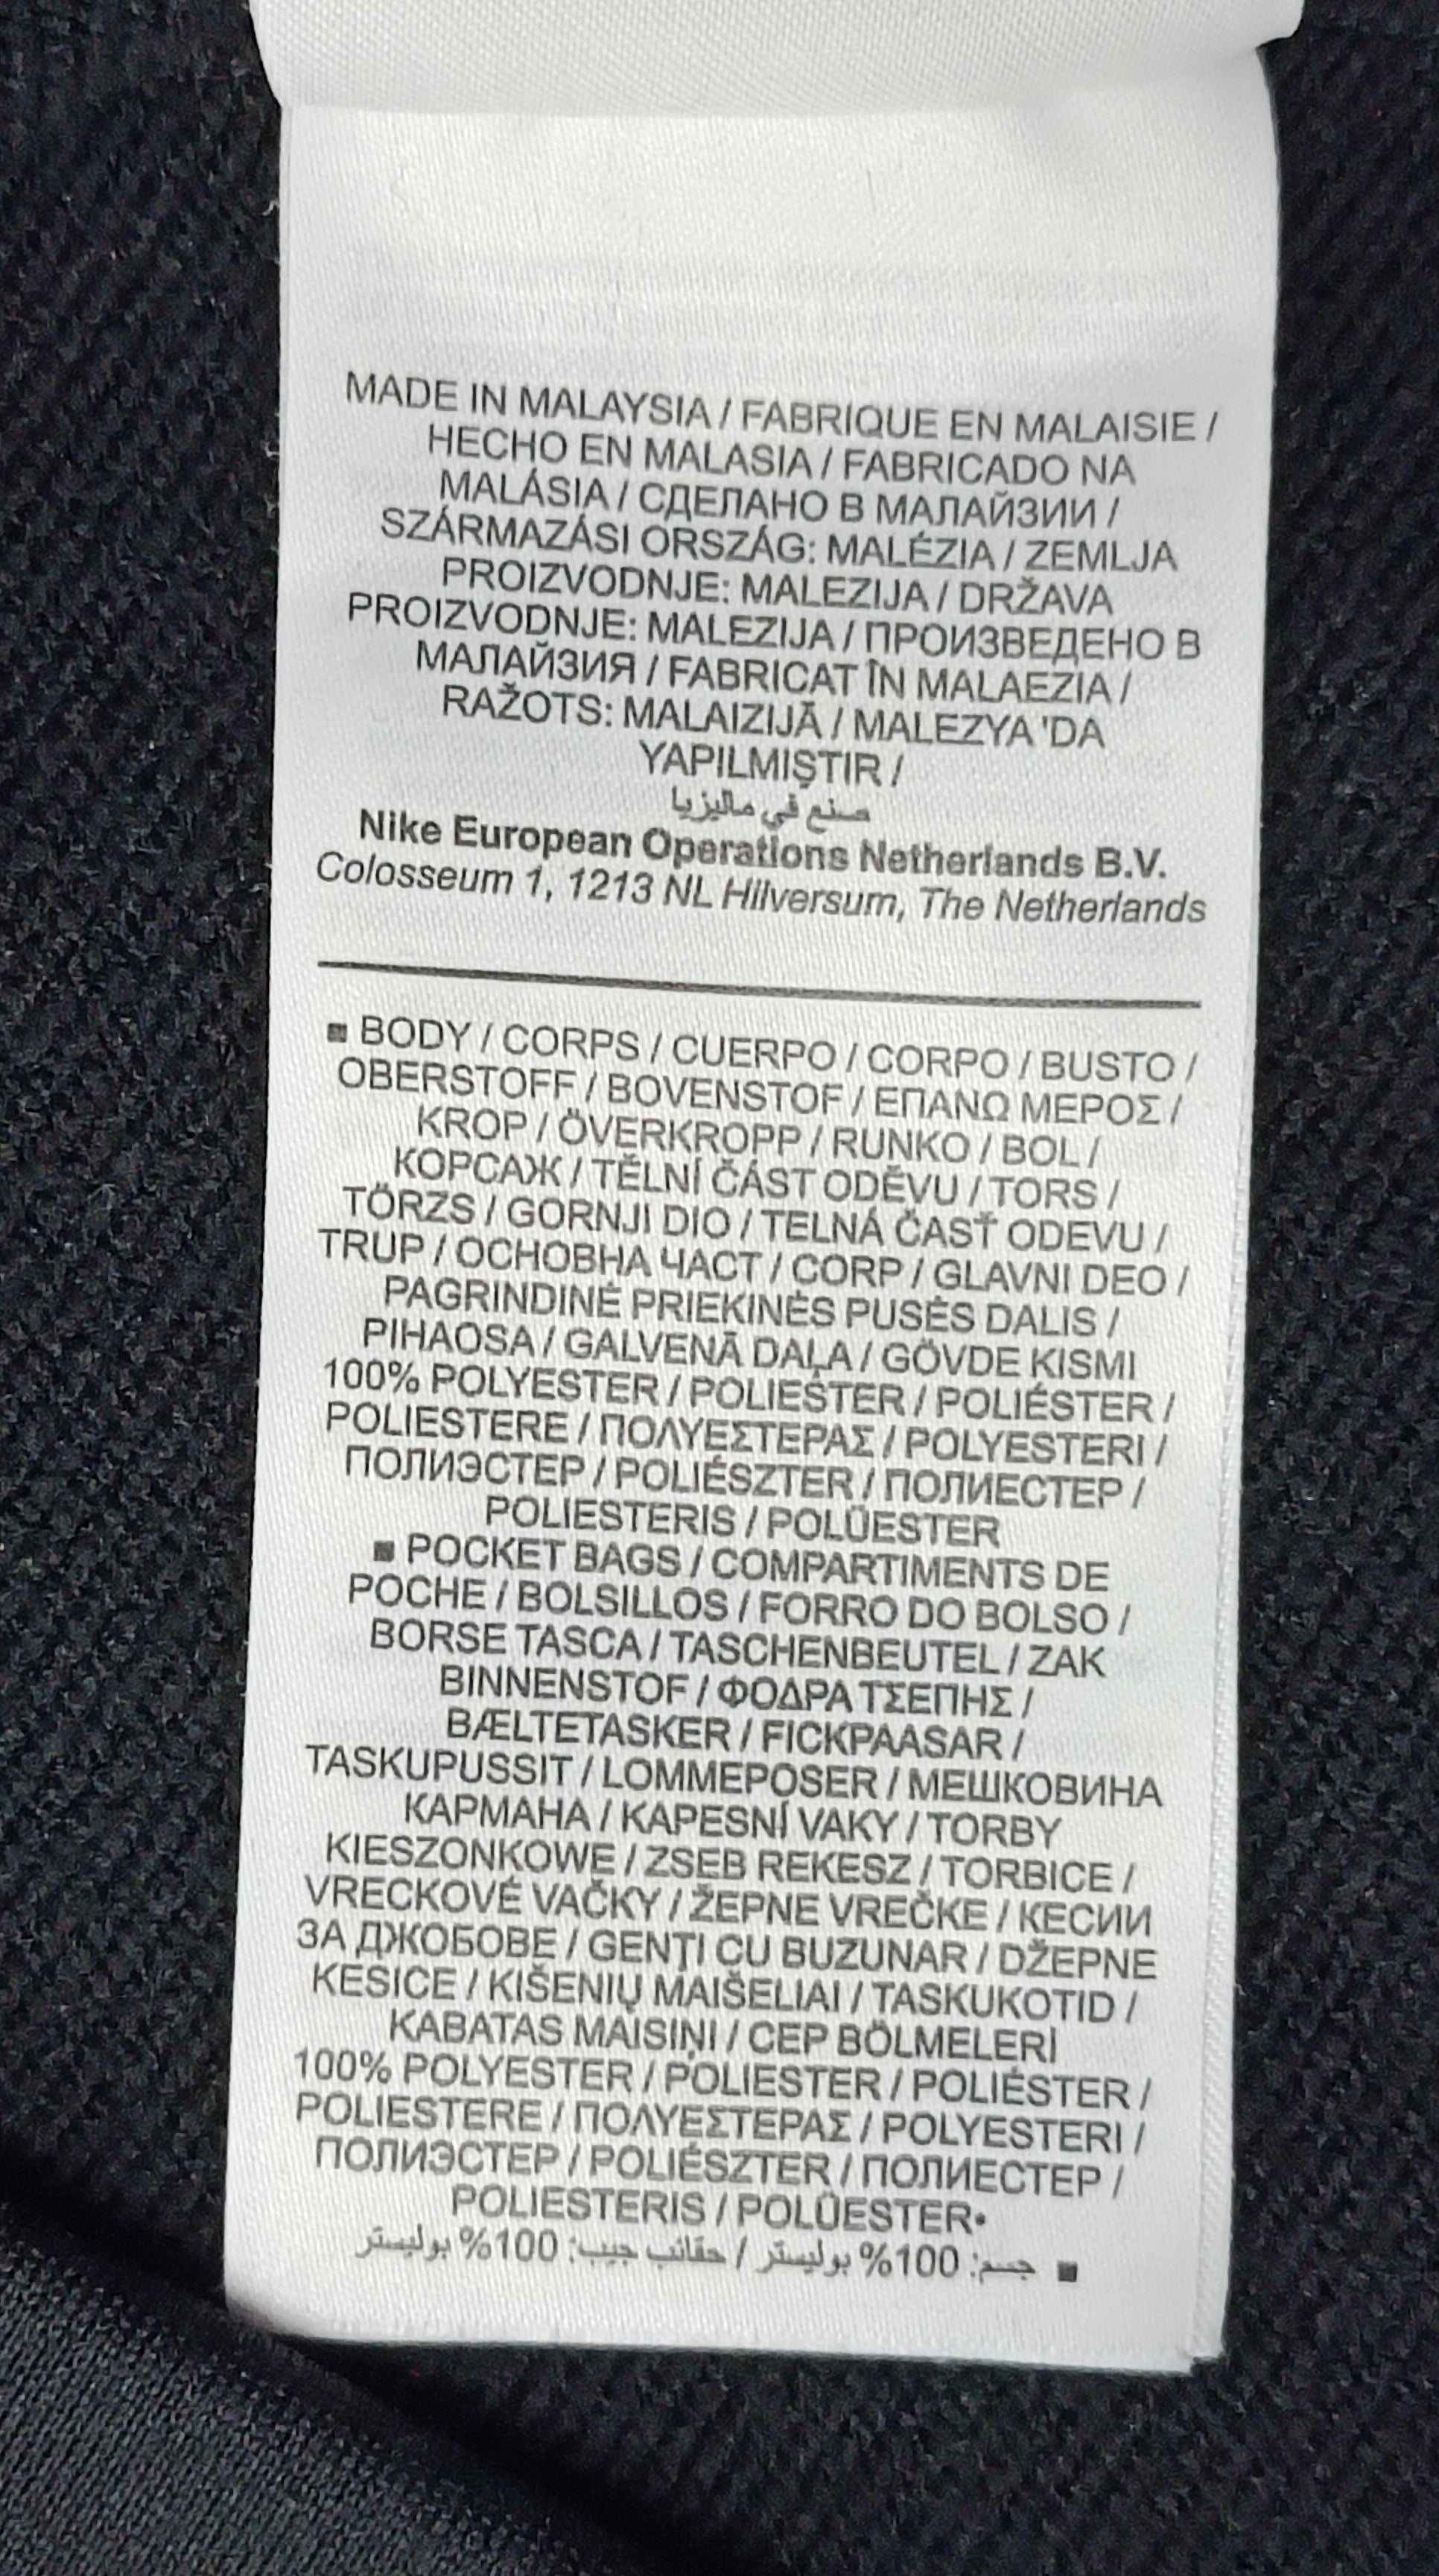 MADE IN MALAYSIA / FABRIQUE EN MALAISIE /
HECHO EN MALASIA / FABRICADO NA
MALÁSIA / СДЕЛАНО В МАЛАЙЗИИ /
SZÁRMAZÁSI ORSZÁG: MALÉZIA / ZEMLJA
PROIZVODNJE: MALEZIJA / DRŽAVA
PROIZVODNJE: MALEZIJA / ПРОИЗВЕДЕНО В
МАЛАЙЗИЯ / FABRICAT ÎN MALAEZIA /
RAŽOTS: MALAIZIJĀ / MALEZYA 'DA
YAPILMIŞTIR /
صنع في ماليزيا
Nike European Operations Netherlands B.V.
Colosseum 1, 1213 NL Hilversum, The Netherlands
■ BODY / CORPS / CUERPO / CORPO / BUSTO /
OBERSTOFF / BOVENSTOF / ΕΠΑΝΩ ΜΕΡΟΣ /
KROP / ÖVERKROPP / RUNKO / BOL /
КОРСАЖ / TĚLNÍ ČÁST ODĚVU / TORS /
TÖRZS / GORNJI DIO / TELNÁ ČASŤ ODEVU /
TRUP / ОСНОВНА ЧАСТ / CORP / GLAVNI DEO /
PAGRINDINĖ PRIEKINĖS PUSĖS DALIS /
PIHAOSA / GALVENĀ DAĻA / GÖVDE KISMI
100% POLYESTER / POLIESTER / POLIÉSTER /
POLIESTERE / ΠΟΛΥΕΣΤΕΡΑΣ / POLYESTERI /
ПОЛИЭСТЕР / POLIÉSZTER / ПОЛИЕСТЕР /
POLIESTERIS / POLÜESTER
■ POCKET BAGS / COMPARTIMENTS DE
POCHE / BOLSILLOS / FORRO DO BOLSO /
BORSE TASCA / TASCHENBEUTEL / ZAK
BINNENSTOF / ΦΟΔΡΑ ΤΣΕΠΗΣ /
BÆLTETASKER / FICKPAASAR /
TASKUPUSSIT / LOMMEPOSER / МЕШКОВИНА
КАРМАНА / KAPESNÍ VAKY / TORBY
KIESZONKOWE / ZSEB REKESZ / TORBICE /
VRECKOVÉ VAČKY / ŽEPNE VREČKE / КЕСИИ
ЗА ДЖОБОВЕ / GENŢI CU BUZUNAR / DŽEPNE
KESICE / KIŠENIŲ MAIŠELIAI / TASKUKOTID /
KABATAS MAISIŅI / CEP BÖLMELERİ
100% POLYESTER / POLIESTER / POLIÉSTER /
POLIESTERE / ΠΟΛΥΕΣΤΕΡΑΣ / POLYESTERI /
ПОЛИЭСТЕР / POLIÉSZTER / ПОЛИЕСТЕР /
POLIESTERIS / POLÜESTER•
■ جسم: 100% بوليستر / حقائب جيب: 100% بوليستر